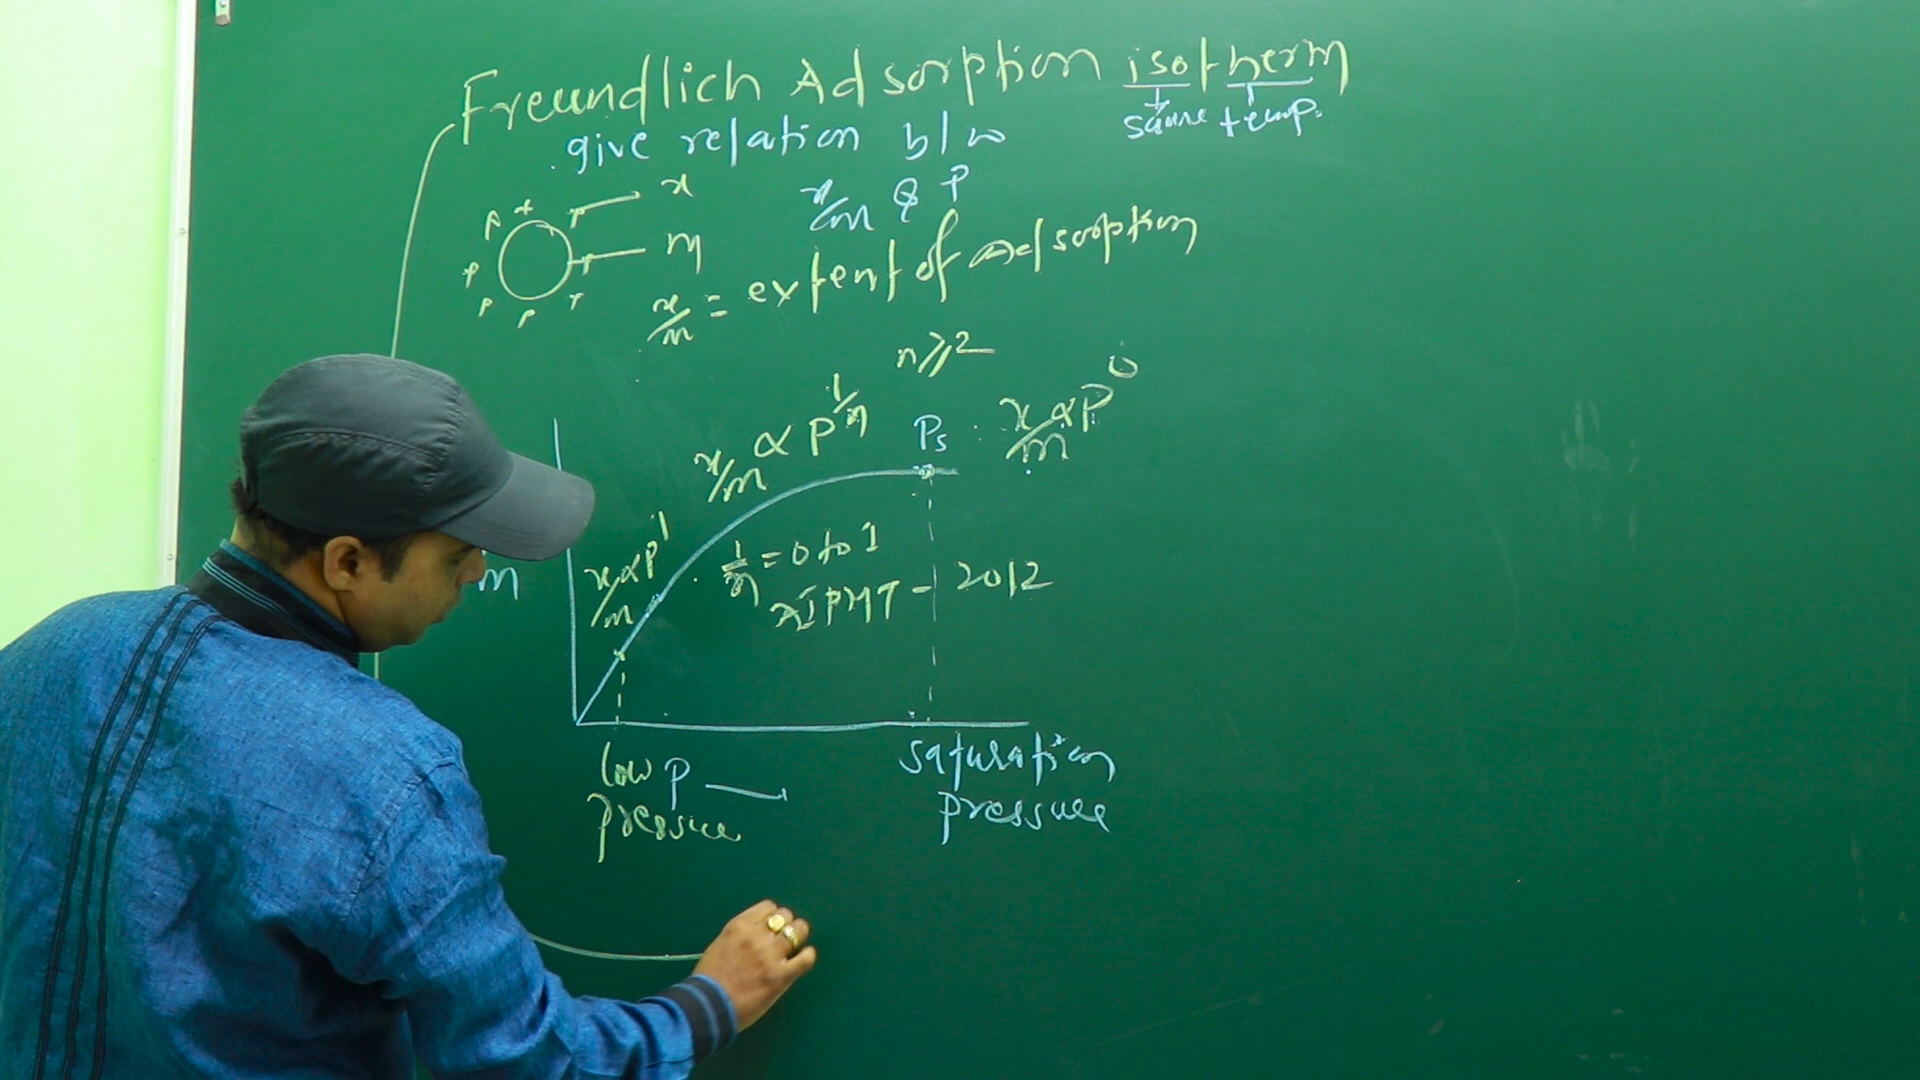 Freundlich Adsorption isotherm
same temp.
give relation b/w
x/m & P
x
m
P P P P P
x/m = extent of Adsorption
n ≥ 2
x/m ∝ P^1/n
Ps
x/m ∝ P^0
x/m ∝ P^1
1/n = 0 to 1
AIPMT - 2012
m
low P
pressure
saturation
pressure